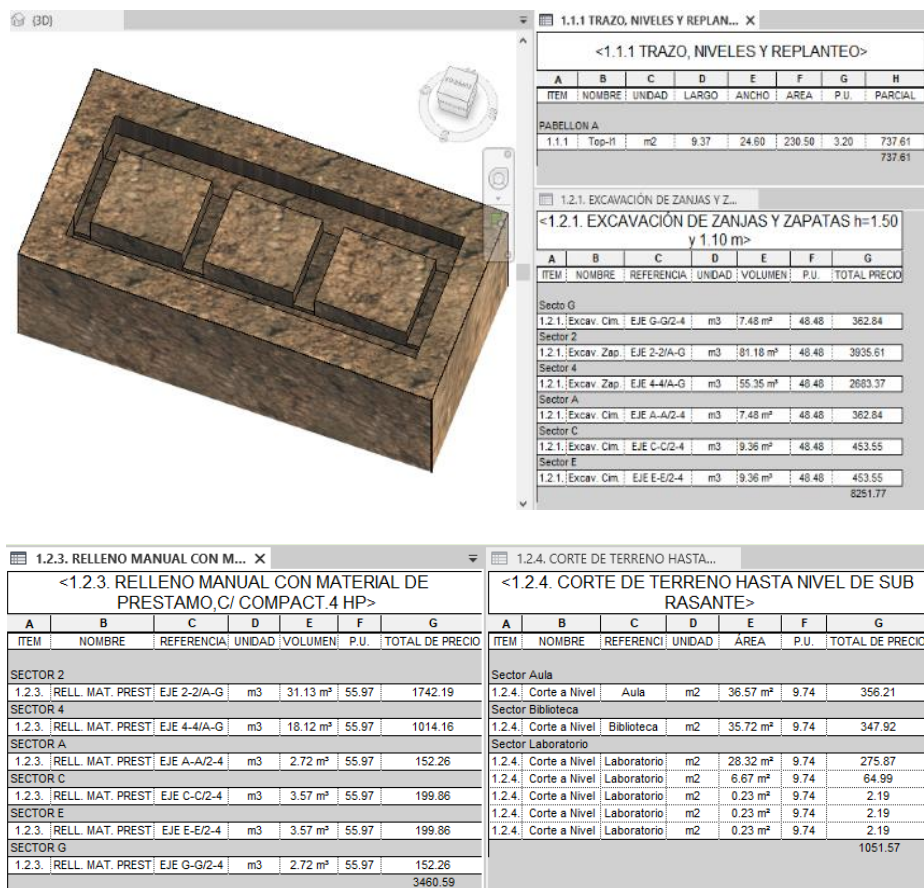 {3D}
1.1.1 TRAZO, NIVELES Y REPLAN...
<1.1.1 TRAZO, NIVELES Y REPLANTEO>
A B C D E F G H
ITEM NOMBRE UNIDAD LARGO ANCHO AREA P.U. PARCIAL
PABELLON A
1.1.1 Top-I1 m2 9.37 24.60 230.50 3.20 737.61
737.61
1.2.1. EXCAVACIÓN DE ZANJAS Y Z...
<1.2.1. EXCAVACIÓN DE ZANJAS Y ZAPATAS h=1.50
y 1.10 m>
A B C D E F G
ITEM NOMBRE REFERENCIA UNIDAD VOLUMEN P.U. TOTAL PRECIO
Secto G
1.2.1. Excav. Cim. EJE G-G/2-4 m3 7.48 m³ 48.48 362.84
Sector 2
1.2.1. Excav. Zap. EJE 2-2/A-G m3 81.18 m³ 48.48 3935.61
Sector 4
1.2.1. Excav. Zap. EJE 4-4/A-G m3 55.35 m³ 48.48 2683.37
Sector A
1.2.1. Excav. Cim. EJE A-A/2-4 m3 7.48 m³ 48.48 362.84
Sector C
1.2.1. Excav. Cim. EJE C-C/2-4 m3 9.36 m³ 48.48 453.55
Sector E
1.2.1. Excav. Cim. EJE E-E/2-4 m3 9.36 m³ 48.48 453.55
8251.77
1.2.3. RELLENO MANUAL CON M...
<1.2.3. RELLENO MANUAL CON MATERIAL DE
PRESTAMO,C/ COMPACT.4 HP>
A B C D E F G
ITEM NOMBRE REFERENCIA UNIDAD VOLUMEN P.U. TOTAL DE PRECIO
SECTOR 2
1.2.3. RELL. MAT. PREST EJE 2-2/A-G m3 31.13 m³ 55.97 1742.19
SECTOR 4
1.2.3. RELL. MAT. PREST EJE 4-4/A-G m3 18.12 m³ 55.97 1014.16
SECTOR A
1.2.3. RELL. MAT. PREST EJE A-A/2-4 m3 2.72 m³ 55.97 152.26
SECTOR C
1.2.3. RELL. MAT. PREST EJE C-C/2-4 m3 3.57 m³ 55.97 199.86
SECTOR E
1.2.3. RELL. MAT. PREST EJE E-E/2-4 m3 3.57 m³ 55.97 199.86
SECTOR G
1.2.3. RELL. MAT. PREST EJE G-G/2-4 m3 2.72 m³ 55.97 152.26
3460.59
1.2.4. CORTE DE TERRENO HASTA...
<1.2.4. CORTE DE TERRENO HASTA NIVEL DE SUB
RASANTE>
A B C D E F G
ITEM NOMBRE REFERENCI UNIDAD ÁREA P.U. TOTAL DE PRECIO
Sector Aula
1.2.4. Corte a Nivel Aula m2 36.57 m² 9.74 356.21
Sector Biblioteca
1.2.4. Corte a Nivel Biblioteca m2 35.72 m² 9.74 347.92
Sector Laboratorio
1.2.4. Corte a Nivel Laboratorio m2 28.32 m² 9.74 275.87
1.2.4. Corte a Nivel Laboratorio m2 6.67 m² 9.74 64.99
1.2.4. Corte a Nivel Laboratorio m2 0.23 m² 9.74 2.19
1.2.4. Corte a Nivel Laboratorio m2 0.23 m² 9.74 2.19
1.2.4. Corte a Nivel Laboratorio m2 0.23 m² 9.74 2.19
1051.57